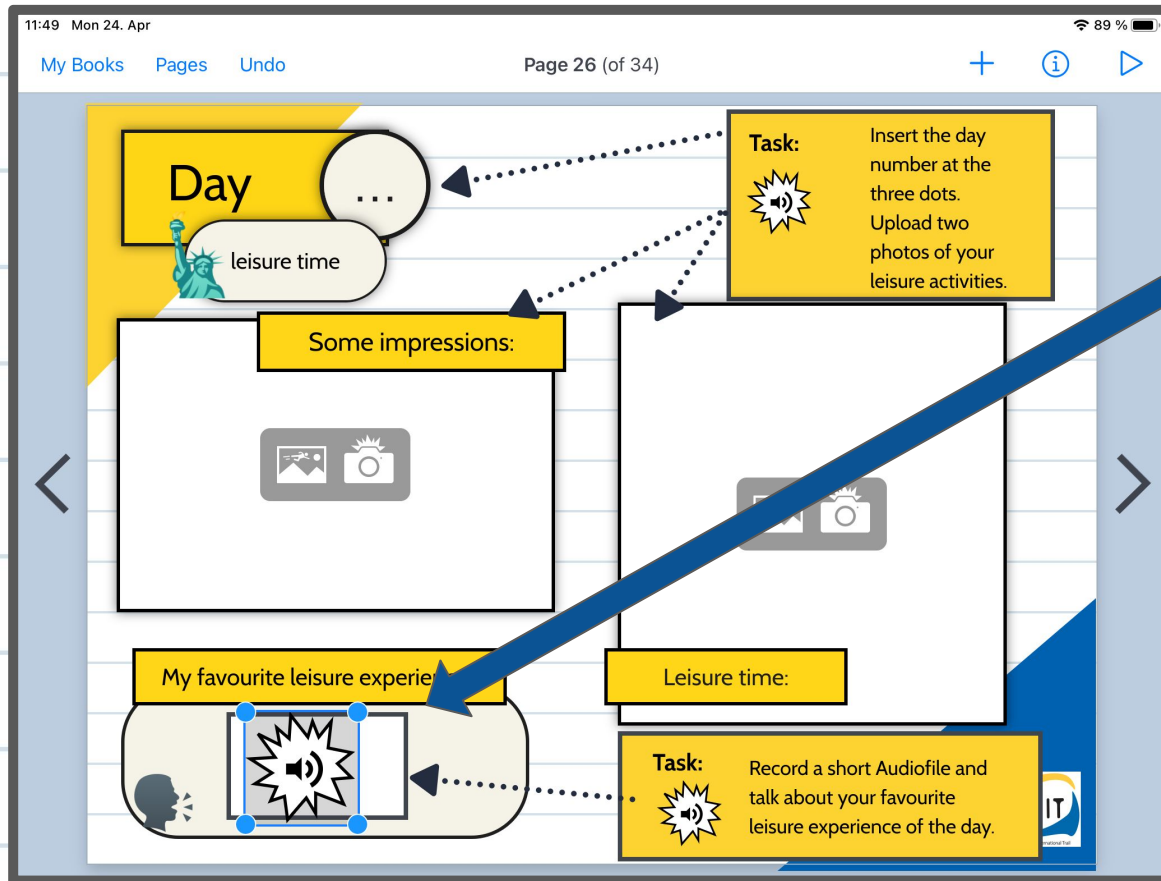 11:49 Mon 24. Apr
89 %
My Books Pages Undo
Page 26 (of 34)
Day
...
leisure time
Task:
Insert the day
number at the
three dots.
Upload two
photos of your
leisure activities.
Some impressions:
My favourite leisure
Leisure time:
Task:
Record a short Audiofile and
talk about your favourite
leisure experience of the day.
IT